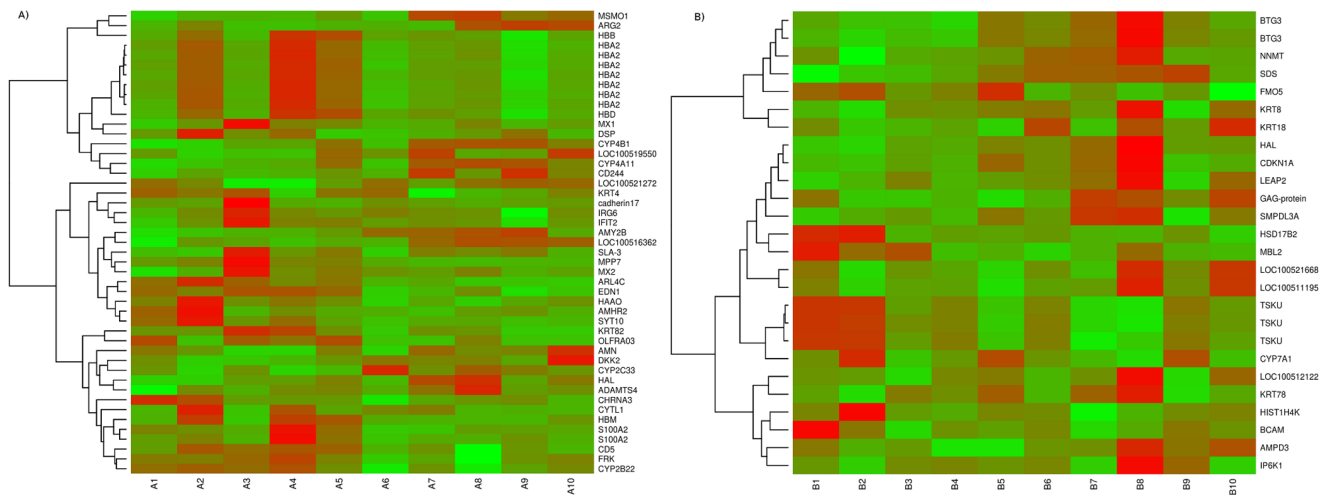 A)
MSMO1
ARG2
HBB
HBA2
HBA2
HBA2
HBA2
HBA2
HBA2
HBA2
HBD
MX1
DSP
CYP4B1
LOC100519550
CYP4A11
CD244
LOC100521272
KRT4
cadherin17
IRG6
IFIT2
AMY2B
LOC100516362
SLA-3
MPP7
MX2
ARL4C
EDN1
HAAO
AMHR2
SYT10
KRT82
OLFRA03
AMN
DKK2
CYP2C33
HAL
ADAMTS4
CHRNA3
CYTL1
HBM
S100A2
S100A2
CD5
FRK
CYP2B22
A1 A2 A3 A4 A5 A6 A7 A8 A9 A10
B)
BTG3
BTG3
NNMT
SDS
FMO5
KRT8
KRT18
HAL
CDKN1A
LEAP2
GAG-protein
SMPDL3A
HSD17B2
MBL2
LOC100521668
LOC100511195
TSKU
TSKU
TSKU
CYP7A1
LOC100512122
KRT78
HIST1H4K
BCAM
AMPD3
IP6K1
B1 B2 B3 B4 B5 B6 B7 B8 B9 B10